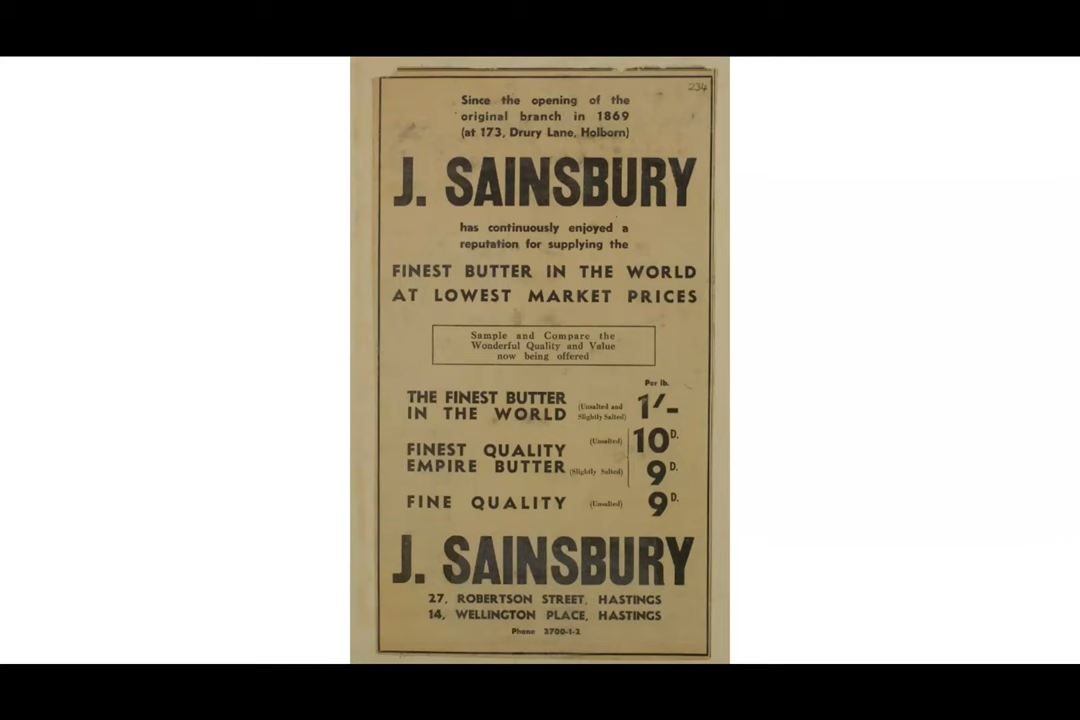 234
Since the opening of the
original branch in 1869
(at 173, Drury Lane, Holborn)
J. SAINSBURY
has continuously enjoyed a
reputation for supplying the
FINEST BUTTER IN THE WORLD
AT LOWEST MARKET PRICES
Sample and Compare the
Wonderful Quality and Value
now being offered
Per lb.
THE FINEST BUTTER
IN THE WORLD (Unsalted and Slightly Salted) 1/-
FINEST QUALITY (Unsalted) 10D.
EMPIRE BUTTER (Slightly Salted) 9D.
FINE QUALITY (Unsalted) 9D.
J. SAINSBURY
27, ROBERTSON STREET, HASTINGS
14, WELLINGTON PLACE, HASTINGS
Phone 2700-1-2